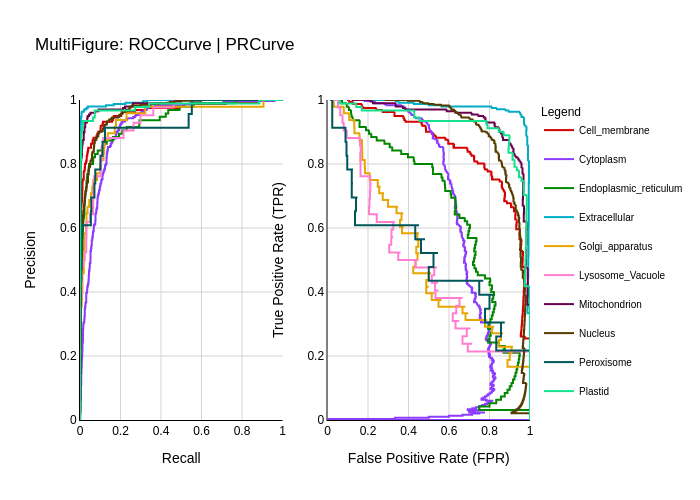 MultiFigure: ROCCurve | PRCurve
Precision
1
0.8
0.6
0.4
0.2
0
0 0.2 0.4 0.6 0.8 1
Recall
True Positive Rate (TPR)
1
0.8
0.6
0.4
0.2
0
0 0.2 0.4 0.6 0.8 1
False Positive Rate (FPR)
Legend
Cell_membrane
Cytoplasm
Endoplasmic_reticulum
Extracellular
Golgi_apparatus
Lysosome_Vacuole
Mitochondrion
Nucleus
Peroxisome
Plastid